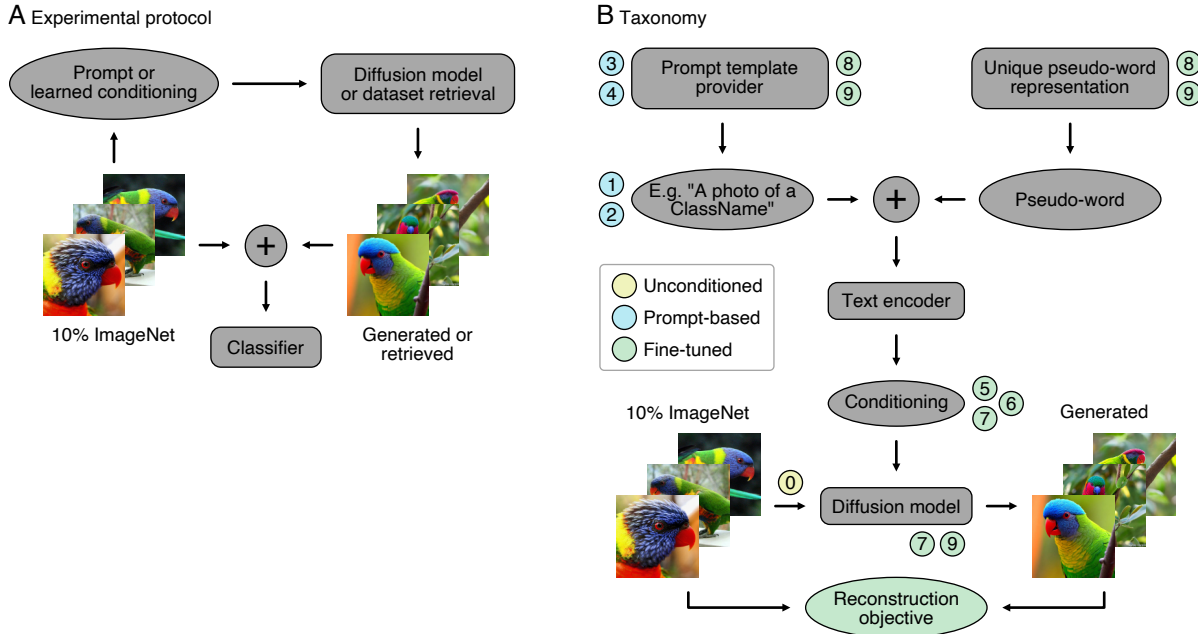 A Experimental protocol
Prompt or
learned conditioning
Diffusion model
or dataset retrieval
+
10% ImageNet
Generated or
retrieved
Classifier
B Taxonomy
3
4
Prompt template
provider
8
9
Unique pseudo-word
representation
8
9
1
2
E.g. "A photo of a
ClassName"
+
Pseudo-word
Unconditioned
Prompt-based
Fine-tuned
Text encoder
Conditioning
5
6
7
10% ImageNet
Generated
0
Diffusion model
7
9
Reconstruction
objective